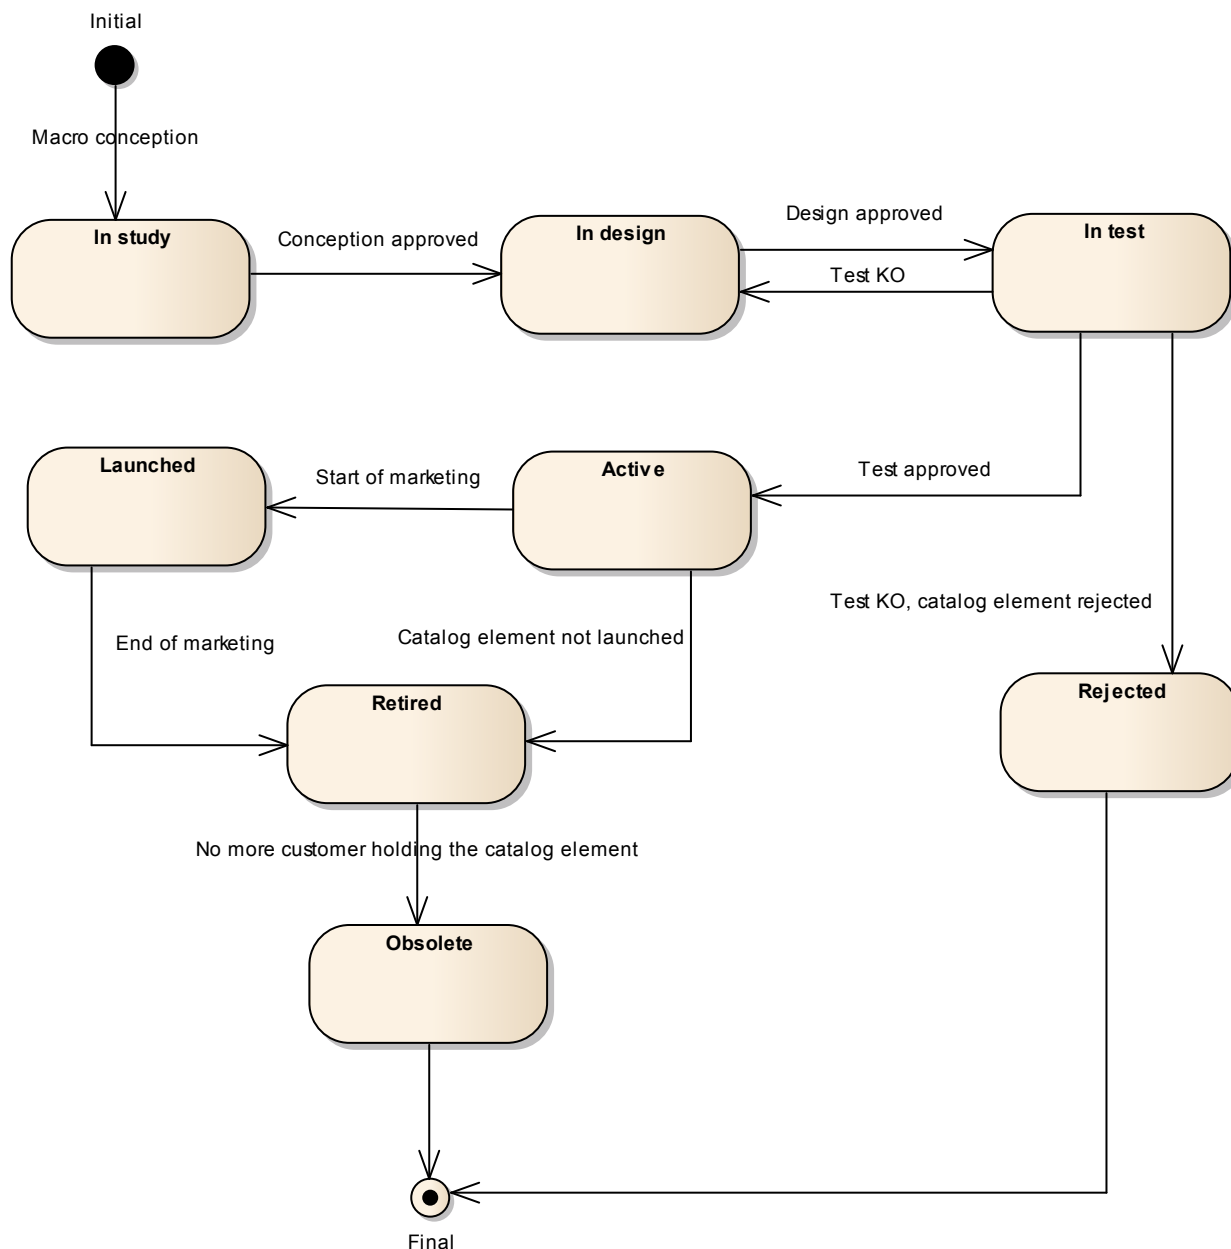 Initial
Macro conception
In study
Conception approved
In design
Design approved
Test KO
In test
Launched
Start of marketing
Active
Test approved
Test KO, catalog element rejected
End of marketing
Catalog element not launched
Retired
Rejected
No more customer holding the catalog element
Obsolete
Final